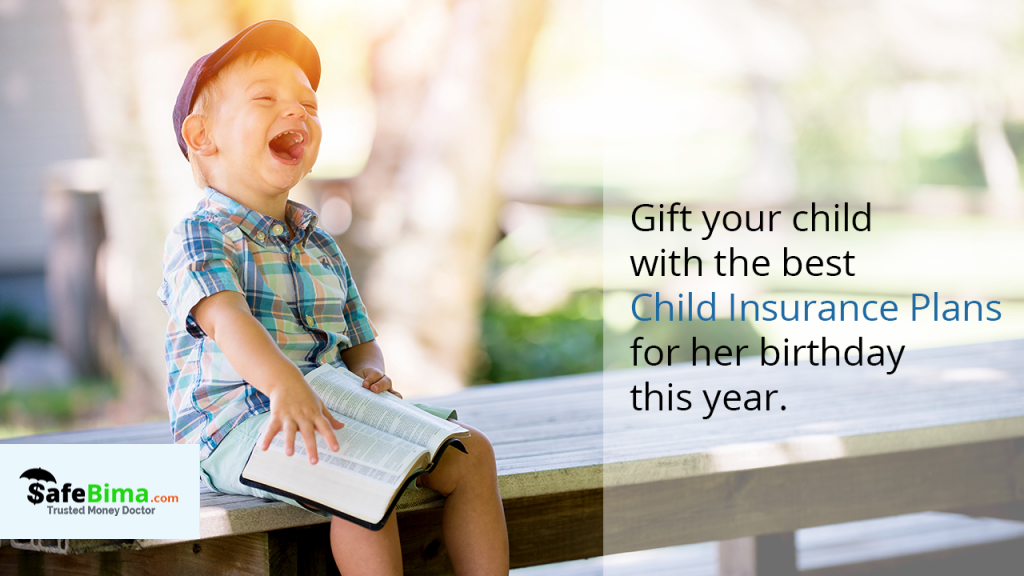 Gift your child
with the best
Child Insurance Plans
for her birthday
this year.
SafeBima.com
Trusted Money Doctor